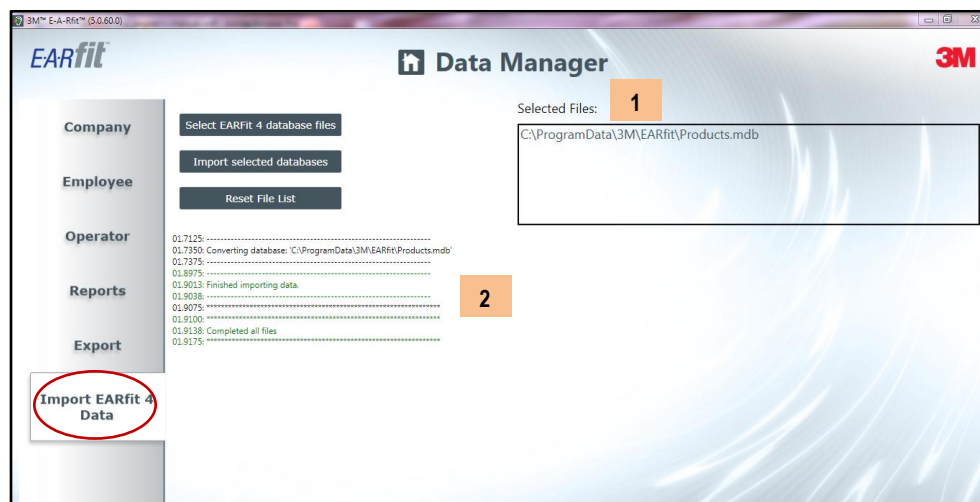 3M™ E-A-Rfit™ (5.0.60.0)
EARfit™
Data Manager
3M
Company
Employee
Operator
Reports
Export
Import EARfit 4
Data
Select EARFit 4 database files
Import selected databases
Reset File List
Selected Files:
1
C:\ProgramData\3M\EARfit\Products.mdb
01.7125: ----------------------------------------------------------------
01.7350: Converting database: 'C:\ProgramData\3M\EARfit\Products.mdb'
01.7375: ----------------------------------------------------------------
01.8975: ----------------------------------------------------------------
01.9013: Finished importing data.
01.9038: ----------------------------------------------------------------
01.9075: ****************************************************************
01.9100: ****************************************************************
01.9138: Completed all files
01.9175: ****************************************************************
2